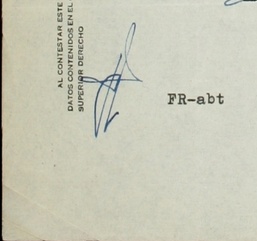 AL CONTESTAR ESTE
DATOS CONTENIDOS EN EL
SUPERIOR DERECHO
FR-abt